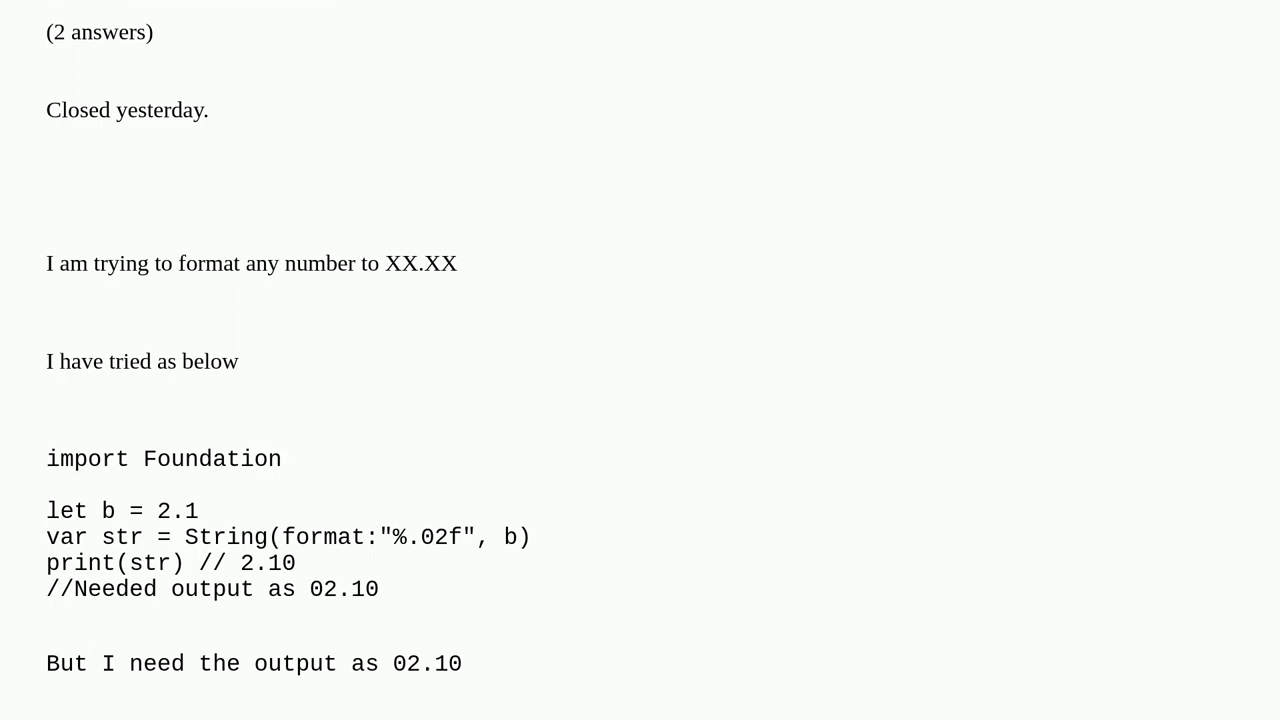 (2 answers)
Closed yesterday.
I am trying to format any number to XX.XX
I have tried as below
import Foundation
let b = 2.1
var str = String(format:"%.02f", b)
print(str) // 2.10
//Needed output as 02.10
But I need the output as 02.10